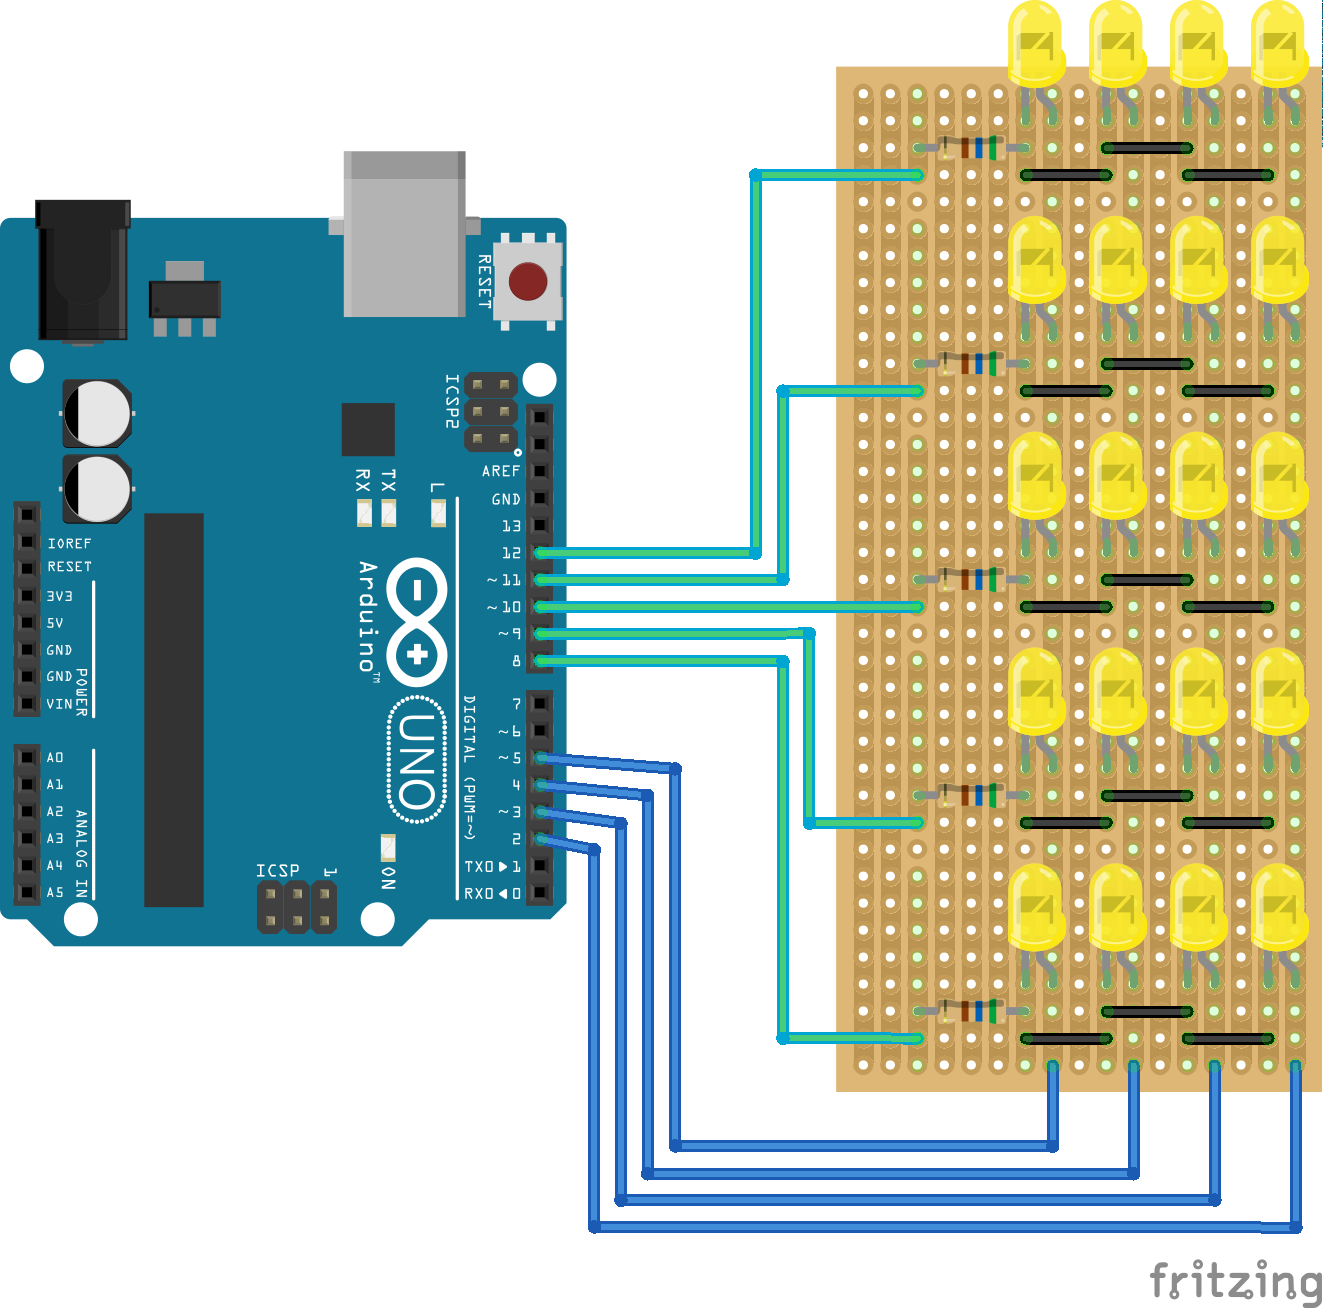 RESET
ICSP2
AREF
GND
13
12
~11
~10
~9
8
7
~6
~5
4
~3
2
TX0▶1
RX0◀0
DIGITAL (PWM=~)
RX
TX
L
Arduino™
UNO
ON
ICSP
1
IOREF
RESET
3V3
5V
GND
GND
VIN
POWER
A0
A1
A2
A3
A4
A5
ANALOG IN
fritzing